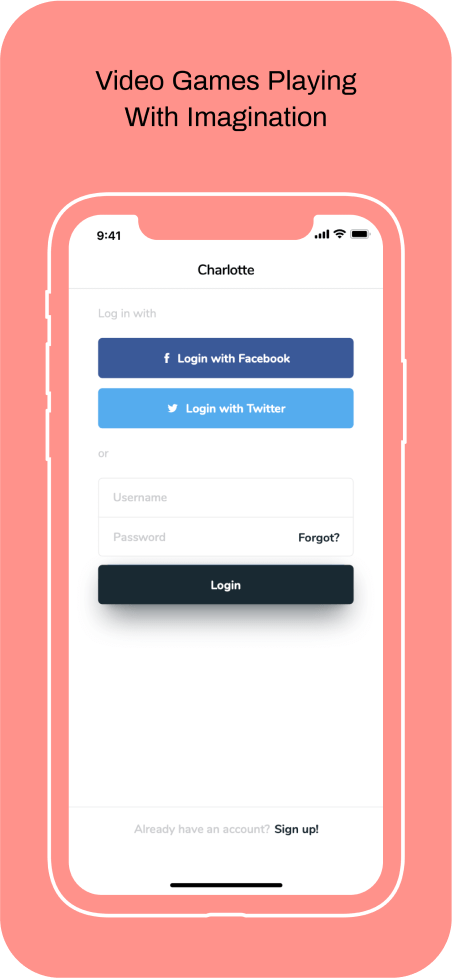 Video Games Playing
With Imagination
9:41
Charlotte
Log in with
f Login with Facebook
Login with Twitter
or
Username
Password Forgot?
Login
Already have an account? Sign up!